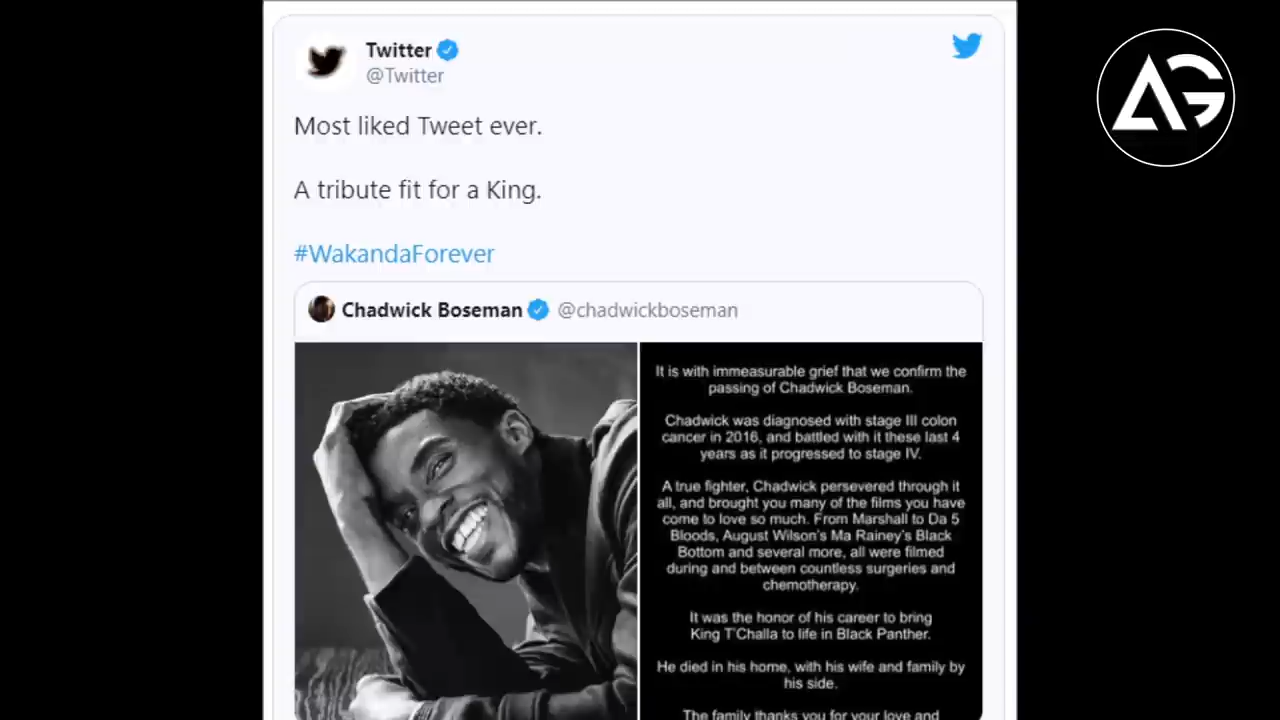 Twitter
@Twitter
AG
Most liked Tweet ever.
A tribute fit for a King.
#WakandaForever
Chadwick Boseman @chadwickboseman
It is with immeasurable grief that we confirm the
passing of Chadwick Boseman.
Chadwick was diagnosed with stage III colon
cancer in 2016, and battled with it these last 4
years as it progressed to stage IV.
A true fighter, Chadwick persevered through it
all, and brought you many of the films you have
come to love so much. From Marshall to Da 5
Bloods, August Wilson's Ma Rainey's Black
Bottom and several more, all were filmed
during and between countless surgeries and
chemotherapy.
It was the honor of his career to bring
King T'Challa to life in Black Panther.
He died in his home, with his wife and family by
his side.
The family thanks you for your love and